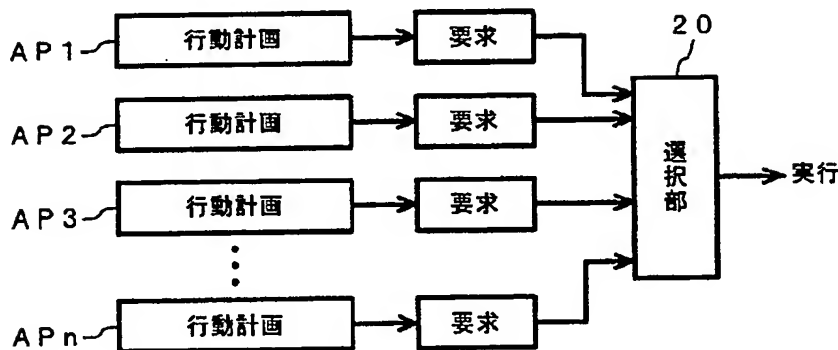 20
AP1 行動計画 要求
AP2 行動計画 要求
選択部
実行
AP3 行動計画 要求
APn 行動計画 要求